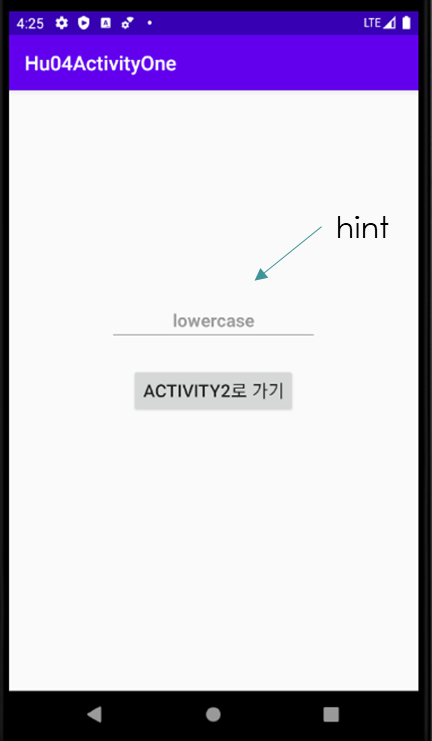 4:25 LTE
Hu04ActivityOne
hint
lowercase
ACTIVITY2로 가기